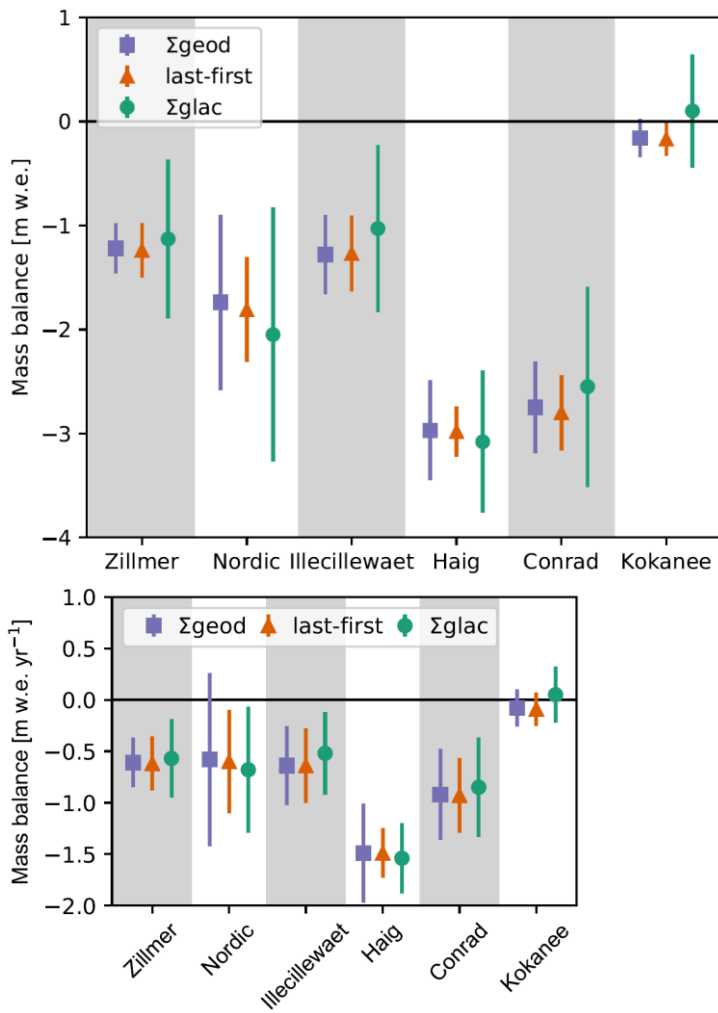 1
Σgeod
last-first
Σglac
0
−1
−2
−3
−4
Mass balance [m w.e.]
Zillmer Nordic Illecillewaet Haig Conrad Kokanee
1.0
Σgeod last-first Σglac
0.5
0.0
−0.5
−1.0
−1.5
−2.0
Mass balance [m w.e. yr⁻¹]
Zillmer Nordic Illecillewaet Haig Conrad Kokanee